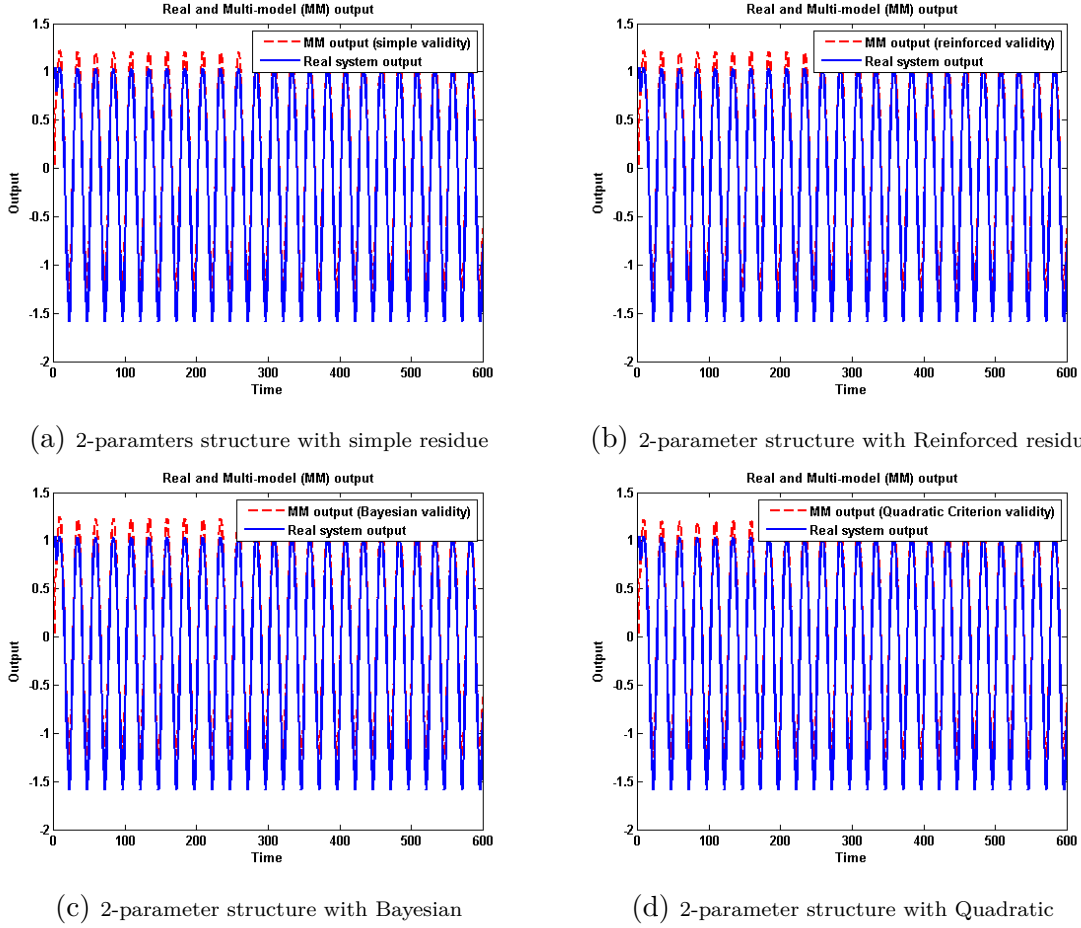 Real and Multi-model (MM) output
1.5
1
0.5
0
-0.5
-1
-1.5
-2
Output
MM output (simple validity)
Real system output
0 100 200 300 400 500 600
Time
(a) 2-paramters structure with simple residue
Real and Multi-model (MM) output
1.5
1
0.5
0
-0.5
-1
-1.5
-2
Output
MM output (reinforced validity)
Real system output
0 100 200 300 400 500 600
Time
(b) 2-parameter structure with Reinforced residu
Real and Multi-model (MM) output
1.5
1
0.5
0
-0.5
-1
-1.5
-2
Output
MM output (Bayesian validity)
Real system output
0 100 200 300 400 500 600
Time
(c) 2-parameter structure with Bayesian
Real and Multi-model (MM) output
1.5
1
0.5
0
-0.5
-1
-1.5
-2
Output
MM output (Quadratic Criterion validity)
Real system output
0 100 200 300 400 500 600
Time
(d) 2-parameter structure with Quadratic